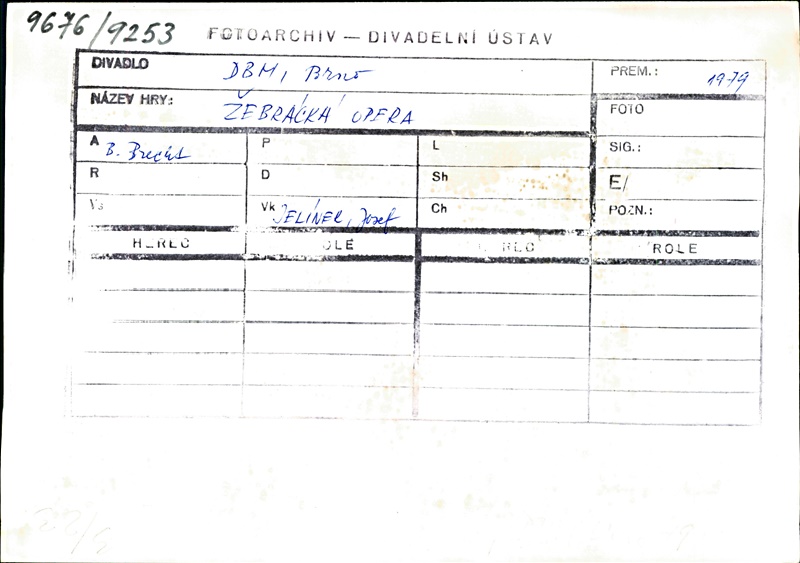 9676/9253 FOTOARCHIV — DIVADELNÍ ÚSTAV
DIVADLO DBM, Brno PREM.: 1979
NÁZEV HRY: ŽEBRÁCKÁ OPERA FOTO
A B. Brecht P L SIG.:
R D Sh E/
Vs Vk JELÍNEK, Josef Ch POZN.:
HEREC ROLE HEREC ROLE